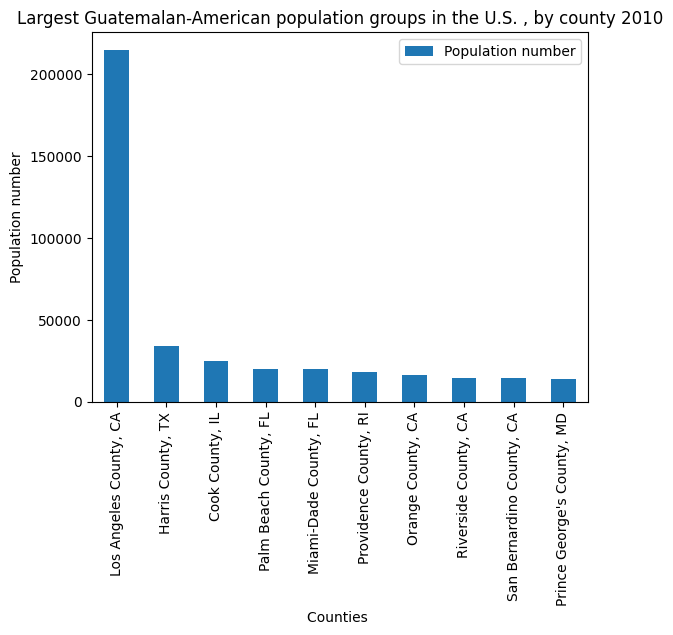 Largest Guatemalan-American population groups in the U.S. , by county 2010
Population number
Population number
200000
150000
100000
50000
0
Los Angeles County, CA
Harris County, TX
Cook County, IL
Palm Beach County, FL
Miami-Dade County, FL
Providence County, RI
Orange County, CA
Riverside County, CA
San Bernardino County, CA
Prince George's County, MD
Counties